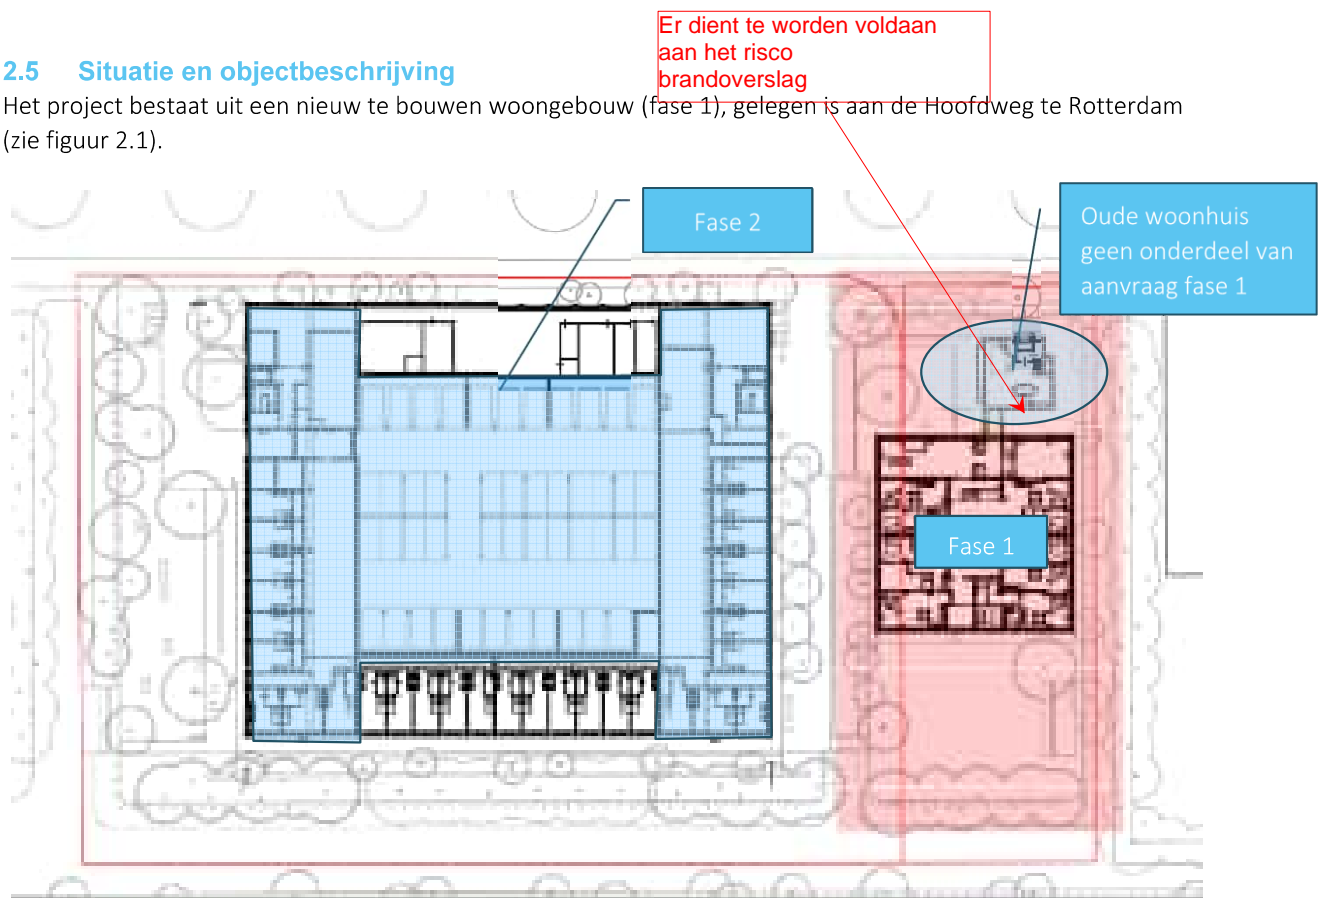 Er dient te worden voldaan
aan het risco
brandoverslag
2.5 Situatie en objectbeschrijving
Het project bestaat uit een nieuw te bouwen woongebouw (fase 1), gelegen is aan de Hoofdweg te Rotterdam
(zie figuur 2.1).
Fase 2
Oude woonhuis
geen onderdeel van
aanvraag fase 1
Fase 1